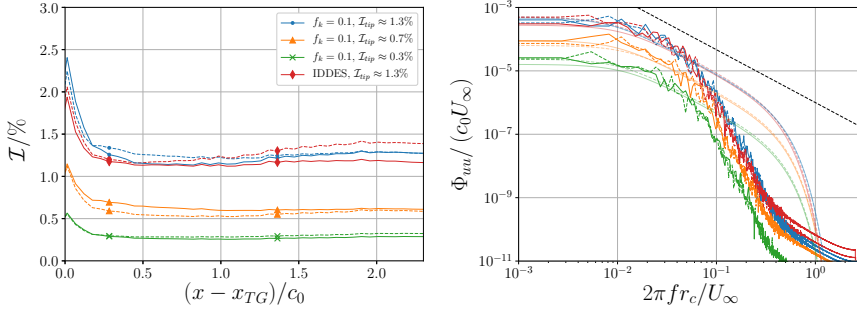 3.0
2.5
2.0
1.5
1.0
0.5
0.0
0.0 0.5 1.0 1.5 2.0
I/%
(x − x_TG)/c_0
f_k = 0.1, I_tip ≈ 1.3%
f_k = 0.1, I_tip ≈ 0.7%
f_k = 0.1, I_tip ≈ 0.3%
IDDES, I_tip ≈ 1.3%
10^−3
10^−5
10^−7
10^−9
10^−11
10^−3 10^−2 10^−1 10^0
Φ_uu/(c_0U_∞)
2πfr_c/U_∞